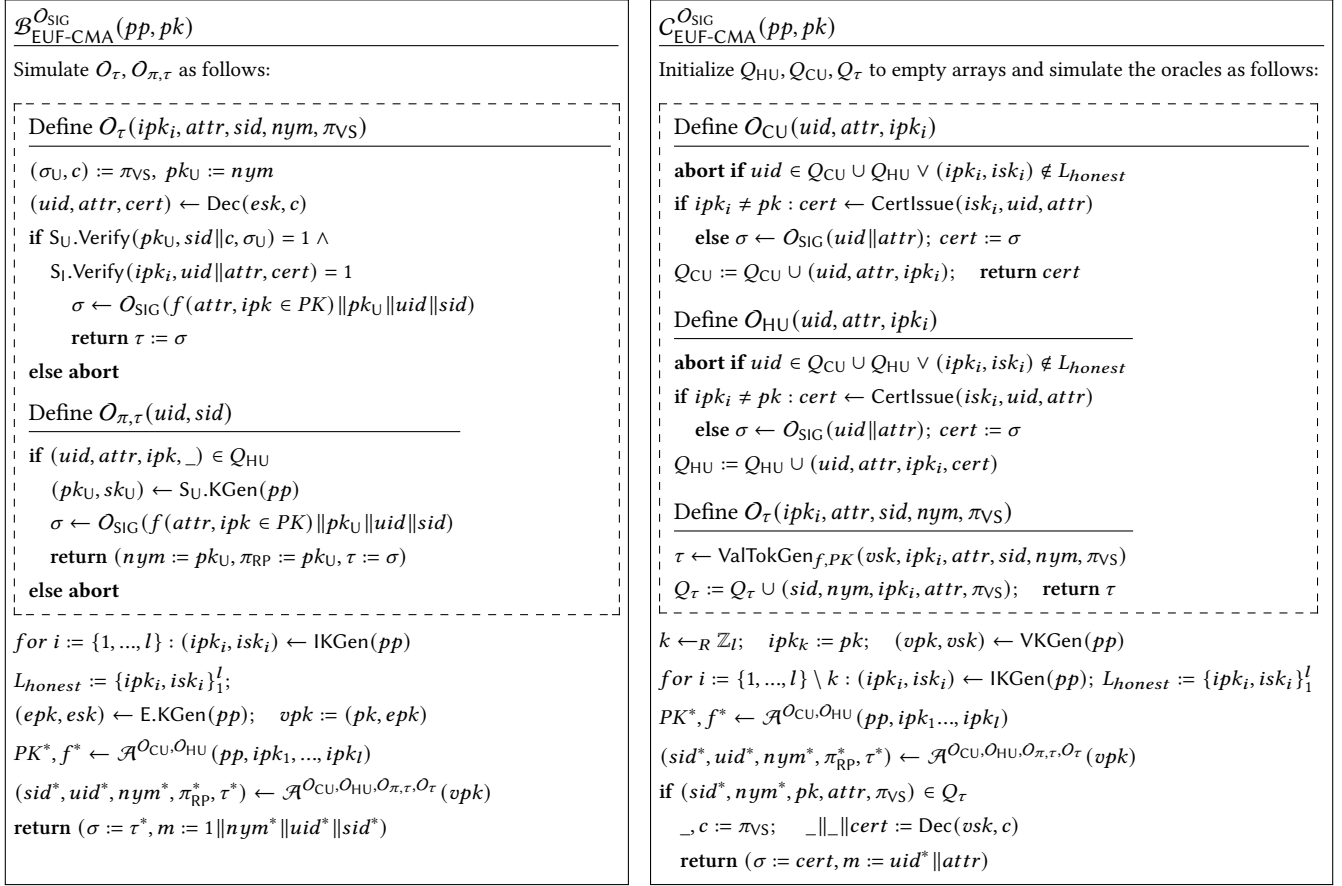 ℬ^{𝒪_SIG}_{EUF-CMA}(pp, pk)
Simulate 𝒪_τ, 𝒪_{π,τ} as follows:
Define 𝒪_τ(ipk_i, attr, sid, nym, π_VS)
(σ_U, c) := π_VS, pk_U := nym
(uid, attr, cert) ← Dec(esk, c)
if S_U.Verify(pk_U, sid∥c, σ_U) = 1 ∧
S_I.Verify(ipk_i, uid∥attr, cert) = 1
σ ← 𝒪_SIG(f(attr, ipk ∈ PK)∥pk_U∥uid∥sid)
return τ := σ
else abort
Define 𝒪_{π,τ}(uid, sid)
if (uid, attr, ipk, _) ∈ Q_HU
(pk_U, sk_U) ← S_U.KGen(pp)
σ ← 𝒪_SIG(f(attr, ipk ∈ PK)∥pk_U∥uid∥sid)
return (nym := pk_U, π_RP := pk_U, τ := σ)
else abort
for i := {1, ..., l} : (ipk_i, isk_i) ← IKGen(pp)
L_honest := {ipk_i, isk_i}_1^l;
(epk, esk) ← E.KGen(pp); vpk := (pk, epk)
PK*, f* ← 𝒜^{𝒪_CU, 𝒪_HU}(pp, ipk_1, ..., ipk_l)
(sid*, uid*, nym*, π*_RP, τ*) ← 𝒜^{𝒪_CU, 𝒪_HU, 𝒪_{π,τ}, 𝒪_τ}(vpk)
return (σ := τ*, m := 1∥nym*∥uid*∥sid*)
𝒞^{𝒪_SIG}_{EUF-CMA}(pp, pk)
Initialize Q_HU, Q_CU, Q_τ to empty arrays and simulate the oracles as follows:
Define 𝒪_CU(uid, attr, ipk_i)
abort if uid ∈ Q_CU ∪ Q_HU ∨ (ipk_i, isk_i) ∉ L_honest
if ipk_i ≠ pk : cert ← CertIssue(isk_i, uid, attr)
else σ ← 𝒪_SIG(uid∥attr); cert := σ
Q_CU := Q_CU ∪ (uid, attr, ipk_i); return cert
Define 𝒪_HU(uid, attr, ipk_i)
abort if uid ∈ Q_CU ∪ Q_HU ∨ (ipk_i, isk_i) ∉ L_honest
if ipk_i ≠ pk : cert ← CertIssue(isk_i, uid, attr)
else σ ← 𝒪_SIG(uid∥attr); cert := σ
Q_HU := Q_HU ∪ (uid, attr, ipk_i, cert)
Define 𝒪_τ(ipk_i, attr, sid, nym, π_VS)
τ ← ValTokGen_{f,PK}(vsk, ipk_i, attr, sid, nym, π_VS)
Q_τ := Q_τ ∪ (sid, nym, ipk_i, attr, π_VS); return τ
k ←_R ℤ_l; ipk_k := pk; (vpk, vsk) ← VKGen(pp)
for i := {1, ..., l} \ k : (ipk_i, isk_i) ← IKGen(pp); L_honest := {ipk_i, isk_i}_1^l
PK*, f* ← 𝒜^{𝒪_CU, 𝒪_HU}(pp, ipk_1..., ipk_l)
(sid*, uid*, nym*, π*_RP, τ*) ← 𝒜^{𝒪_CU, 𝒪_HU, 𝒪_{π,τ}, 𝒪_τ}(vpk)
if (sid*, nym*, pk, attr, π_VS) ∈ Q_τ
_, c := π_VS; _∥_∥cert := Dec(vsk, c)
return (σ := cert, m := uid*∥attr)